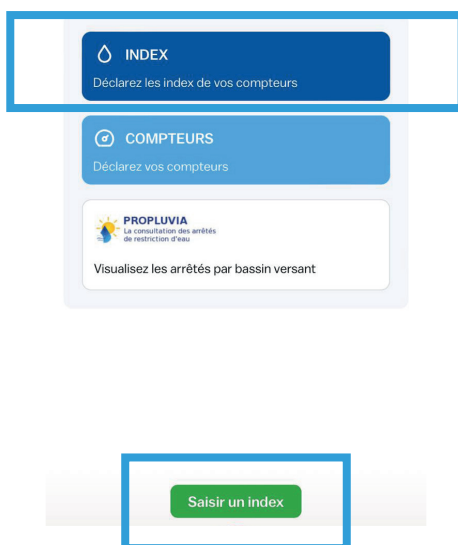 INDEX
Déclarez les index de vos compteurs
COMPTEURS
Déclarez vos compteurs
PROPLUVIA
La consultation des arrêtés
de restriction d'eau
Visualisez les arrêtés par bassin versant
Saisir un index